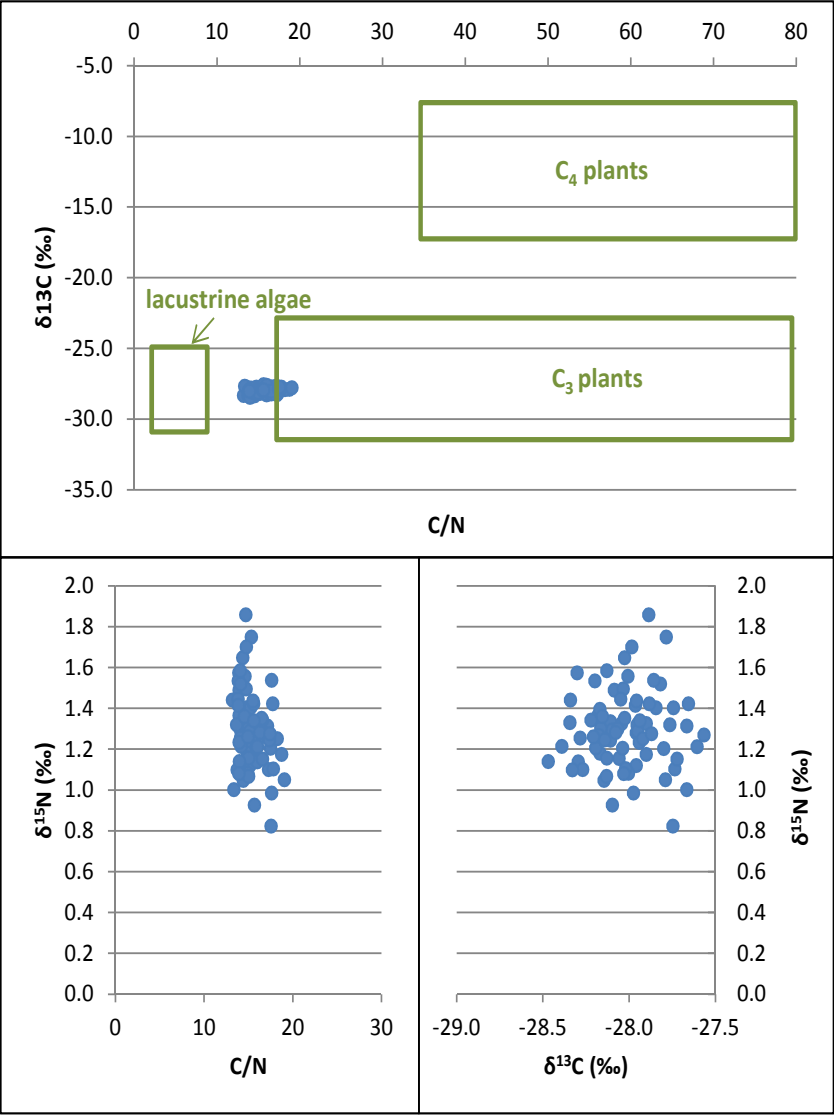 0 10 20 30 40 50 60 70 80
-5.0
-10.0
C₄ plants
-15.0
δ13C (‰)
-20.0
lacustrine algae
-25.0
C₃ plants
-30.0
-35.0
C/N
2.0
1.8
1.6
1.4
1.2
1.0
0.8
0.6
0.4
0.2
0.0
δ¹⁵N (‰)
0 10 20 30
C/N
2.0
1.8
1.6
1.4
1.2
1.0
0.8
0.6
0.4
0.2
0.0
δ¹⁵N (‰)
-29.0 -28.5 -28.0 -27.5
δ¹³C (‰)